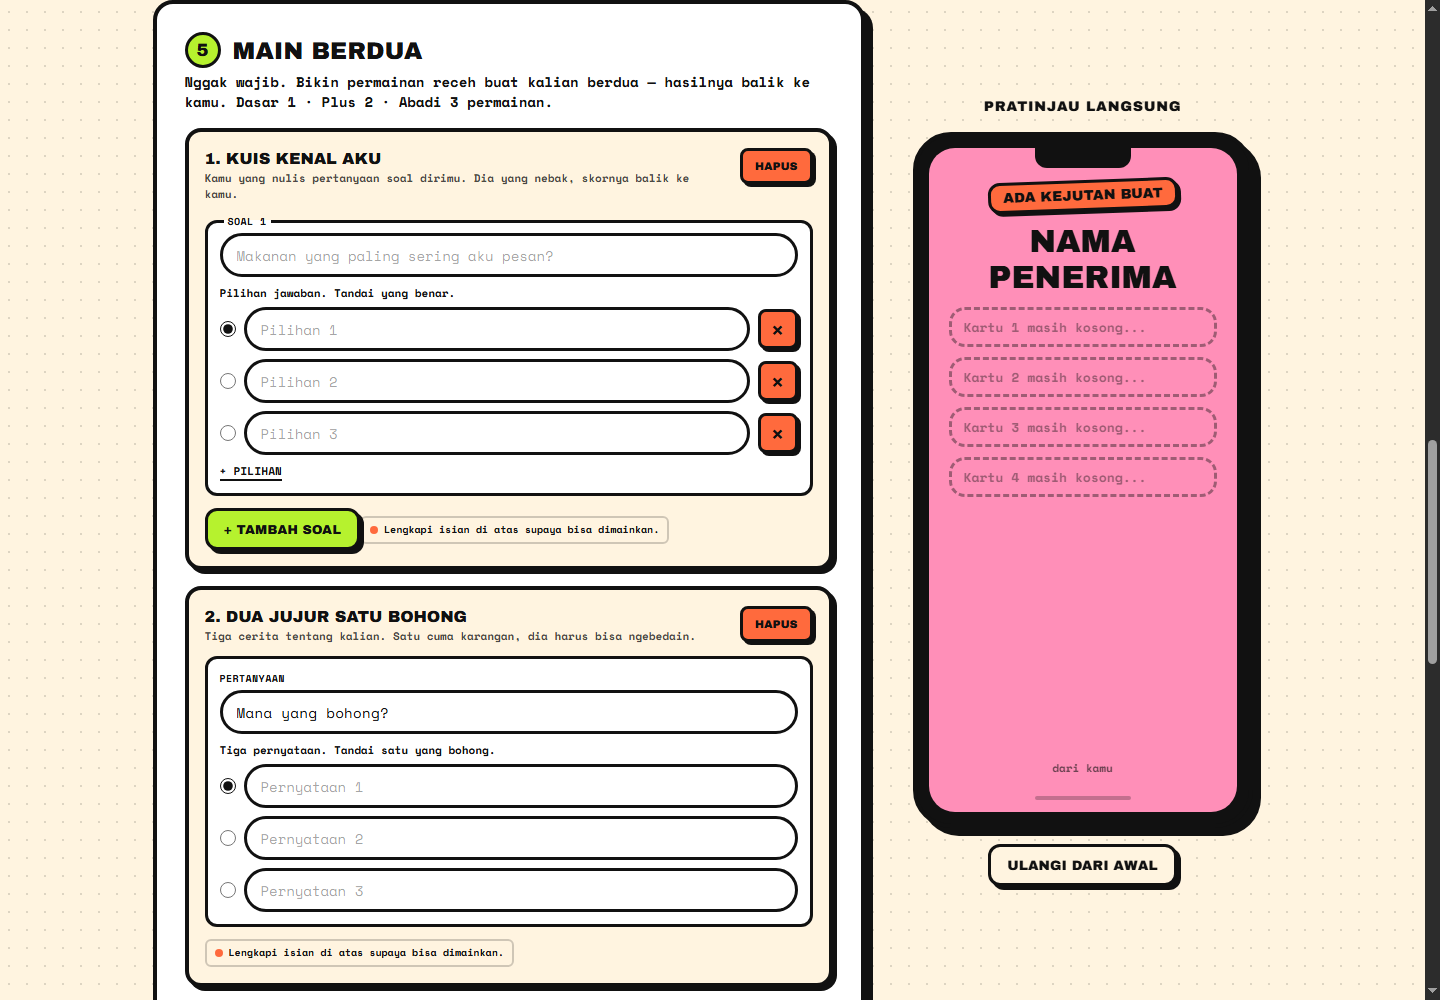 5 MAIN BERDUA
Nggak wajib. Bikin permainan receh buat kalian berdua — hasilnya balik ke
kamu. Dasar 1 · Plus 2 · Abadi 3 permainan.
1. KUIS KENAL AKU
Kamu yang nulis pertanyaan soal dirimu. Dia yang nebak, skornya balik ke
kamu.
HAPUS
SOAL 1
Makanan yang paling sering aku pesan?
Pilihan jawaban. Tandai yang benar.
Pilihan 1
×
Pilihan 2
×
Pilihan 3
×
+ PILIHAN
+ TAMBAH SOAL
Lengkapi isian di atas supaya bisa dimainkan.
2. DUA JUJUR SATU BOHONG
Tiga cerita tentang kalian. Satu cuma karangan, dia harus bisa ngebedain.
HAPUS
PERTANYAAN
Mana yang bohong?
Tiga pernyataan. Tandai satu yang bohong.
Pernyataan 1
Pernyataan 2
Pernyataan 3
Lengkapi isian di atas supaya bisa dimainkan.
PRATINJAU LANGSUNG
ADA KEJUTAN BUAT
NAMA
PENERIMA
Kartu 1 masih kosong...
Kartu 2 masih kosong...
Kartu 3 masih kosong...
Kartu 4 masih kosong...
dari kamu
ULANGI DARI AWAL